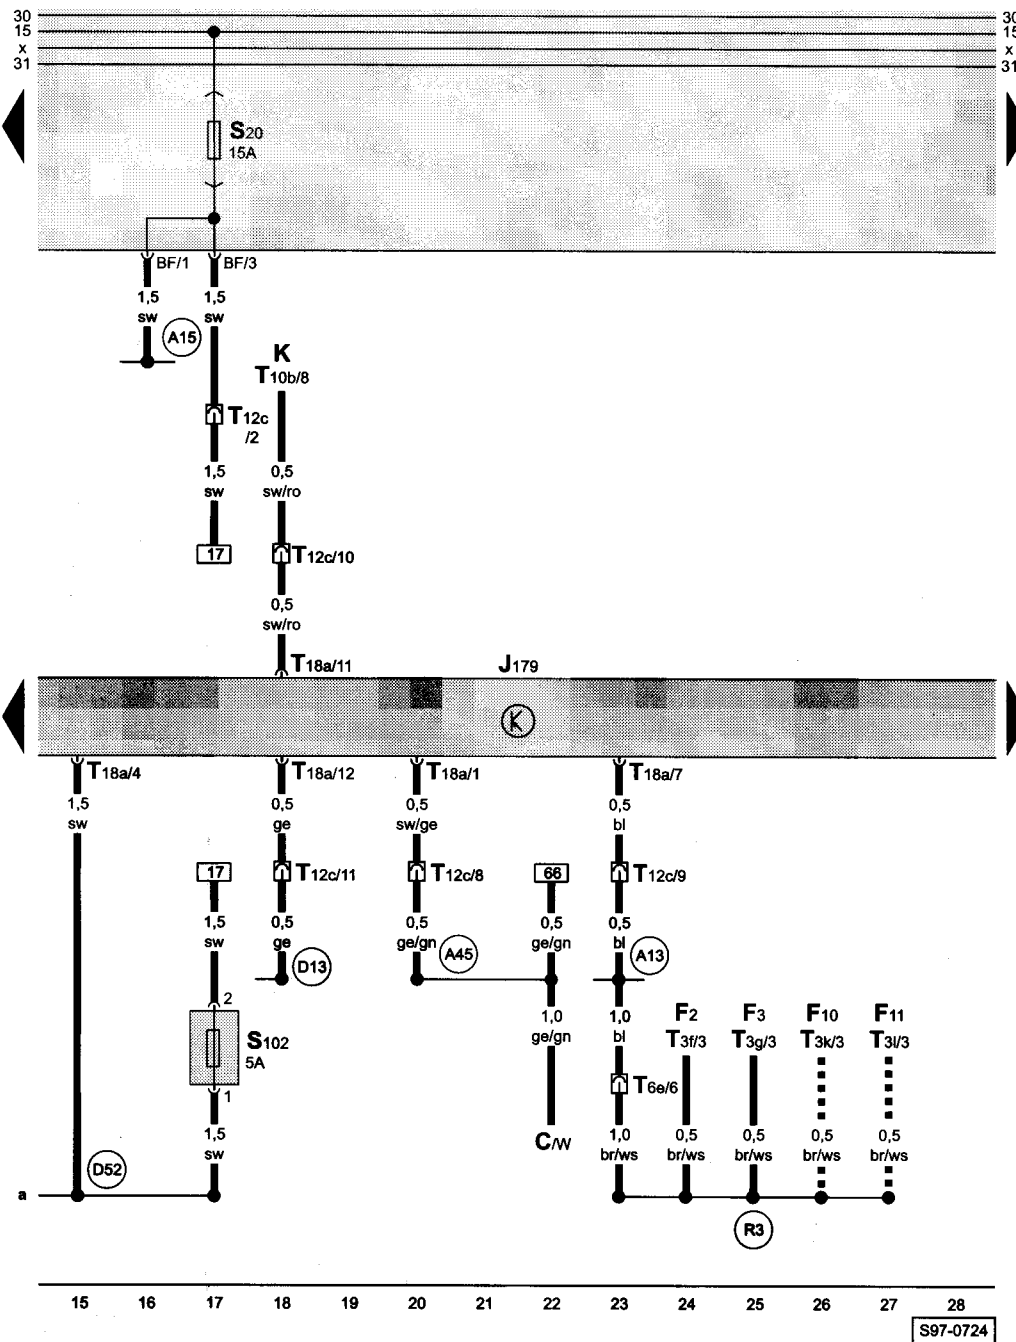 30 30
15 15
x x
31 31
S20
15A
BF/1 BF/3
1,5 1,5
sw sw
A15
K
T10b/8
T12c
/2
1,5 0,5
sw sw/ro
17 T12c/10
0,5
sw/ro
T18a/11 J179
K
T18a/4 T18a/12 T18a/1 T18a/7
1,5 0,5 0,5 0,5
sw ge sw/ge bl
17 T12c/11 T12c/8 66 T12c/9
1,5 0,5 0,5 0,5 0,5
sw ge ge/gn ge/gn bl
D13 A45 A13
2
1,0 1,0 F2 F3 F10 F11
ge/gn bl T3f/3 T3g/3 T3k/3 T3l/3
S102
5A
1
T6e/6
1,5 C/W 1,0 0,5 0,5 0,5 0,5
sw br/ws br/ws br/ws br/ws br/ws
D52
a
R3
15 16 17 18 19 20 21 22 23 24 25 26 27 28
S97-0724